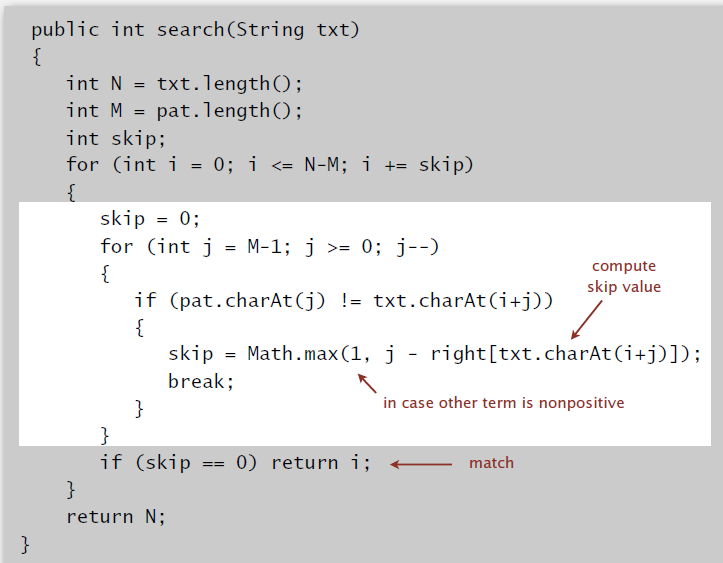 public int search(String txt)
{
int N = txt.length();
int M = pat.length();
int skip;
for (int i = 0; i <= N-M; i += skip)
{
skip = 0;
for (int j = M-1; j >= 0; j--)
{
compute
skip value
if (pat.charAt(j) != txt.charAt(i+j))
{
skip = Math.max(1, j - right[txt.charAt(i+j)]);
break;
in case other term is nonpositive
}
}
if (skip == 0) return i;
match
}
return N;
}